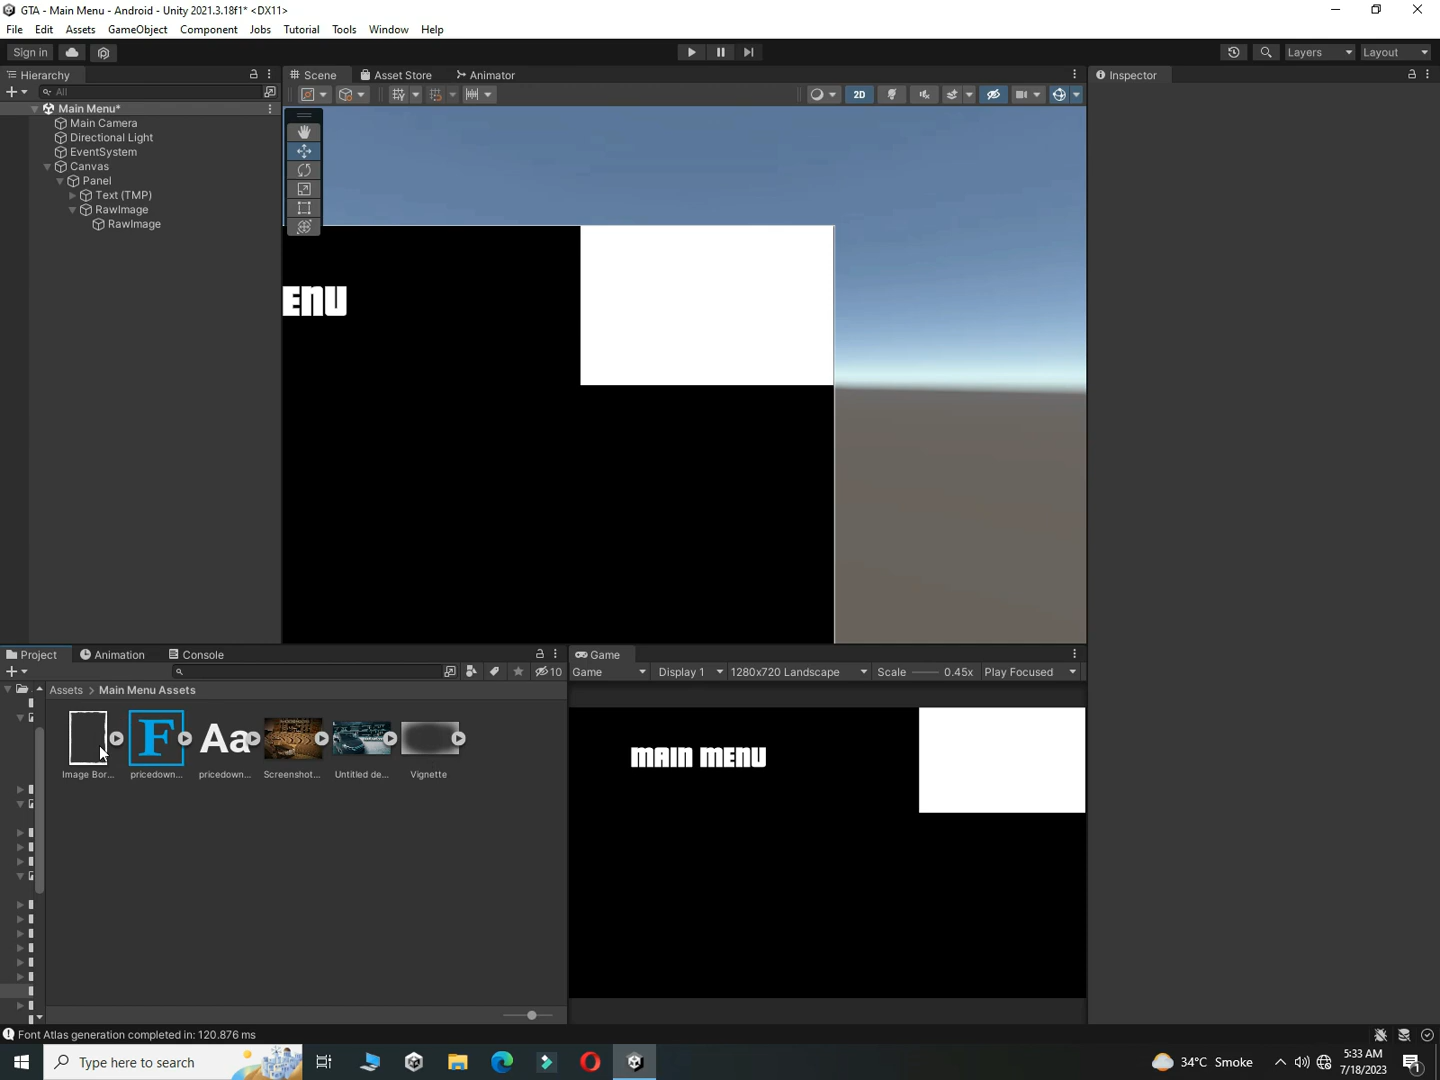 GTA - Main Menu - Android - Unity 2021.3.18f1* <DX11>
File Edit Assets GameObject Component Jobs Tutorial Tools Window Help
Sign in
Layers Layout
Hierarchy
Scene Asset Store Animator
Inspector
All
2D
Main Menu*
Main Camera
Directional Light
EventSystem
Canvas
Panel
Text (TMP)
RawImage
RawImage
ENU
Project Animation Console
Game
10
Game Display 1 1280x720 Landscape Scale 0.45x Play Focused
Assets > Main Menu Assets
F
Aa
MAIN MENU
Image Bor... pricedown... pricedown... Screenshot... Untitled de... Vignette
Font Atlas generation completed in: 120.876 ms
Type here to search
34°C Smoke
5:33 AM
7/18/2023
1